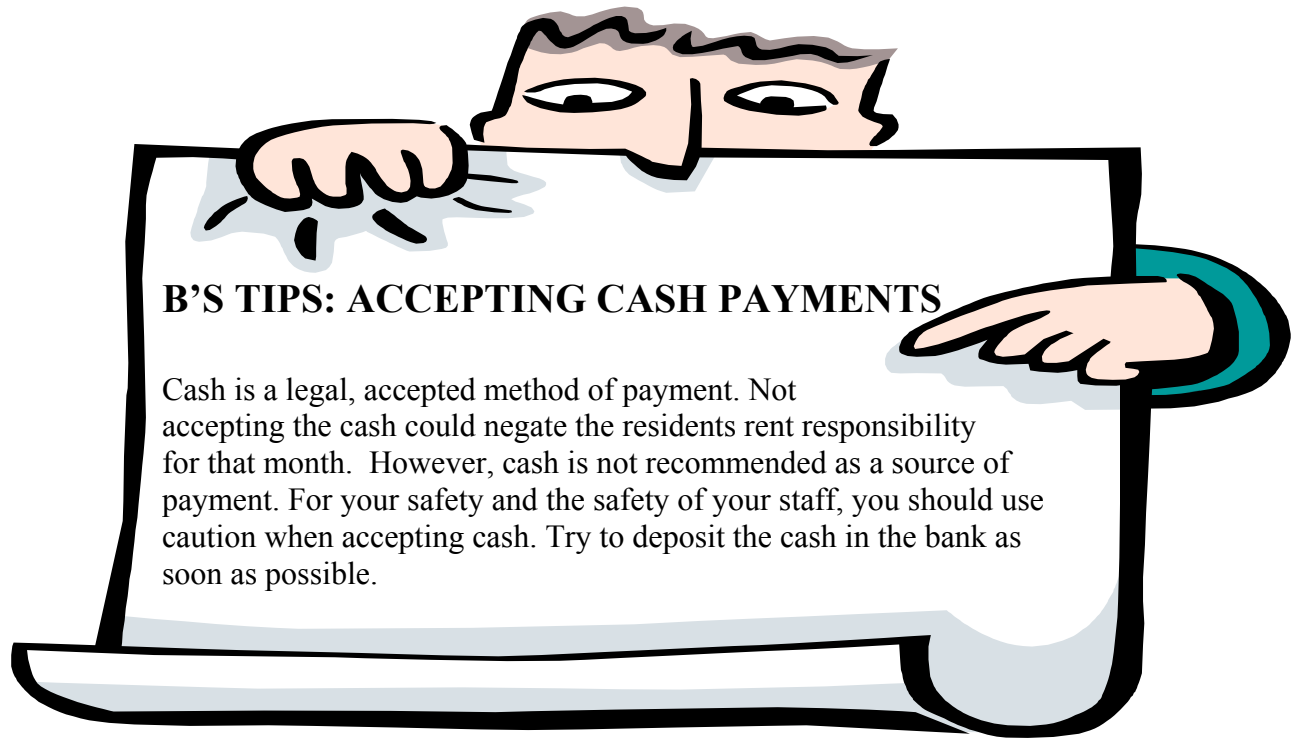 B’S TIPS: ACCEPTING CASH PAYMENTS
Cash is a legal, accepted method of payment. Not
accepting the cash could negate the residents rent responsibility
for that month.  However, cash is not recommended as a source of
payment. For your safety and the safety of your staff, you should use
caution when accepting cash. Try to deposit the cash in the bank as
soon as possible.